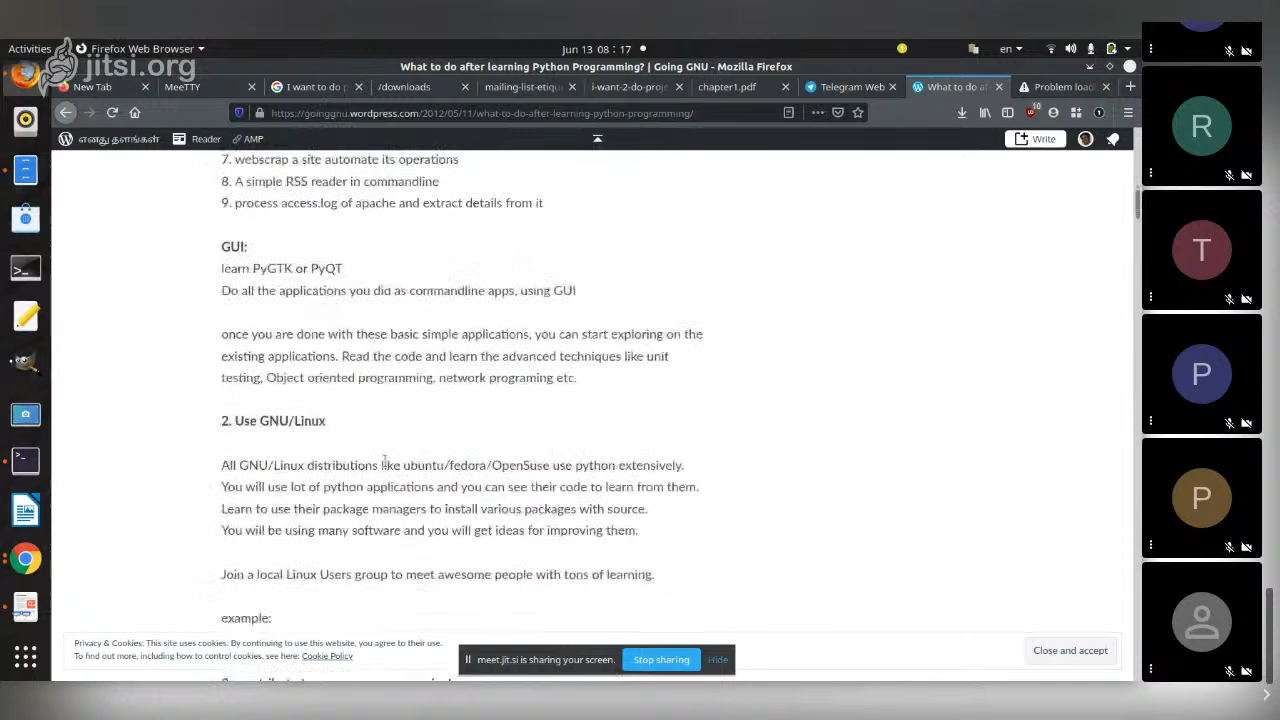 Activities
Firefox Web Browser
Jun 13 08:17
en
jitsi.org
What to do after learning Python Programming? | Going GNU - Mozilla Firefox
New Tab
MeeTTY
I want to do
/downloads
mailing-list-etique
i-want-2-do-proje
chapter1.pdf
Telegram Web
What to do af
Problem load
https://goinggnu.wordpress.com/2012/05/11/what-to-do-after-learning-python-programming/
10
எனது தளங்கள்
Reader
AMP
Write
7. webscrap a site automate its operations
8. A simple RSS reader in commandline
9. process access.log of apache and extract details from it
GUI:
learn PyGTK or PyQT
Do all the applications you did as commandline apps, using GUI
once you are done with these basic simple applications, you can start exploring on the
existing applications. Read the code and learn the advanced techniques like unit
testing, Object oriented programming, network programing etc.
2. Use GNU/Linux
All GNU/Linux distributions like ubuntu/fedora/OpenSuse use python extensively.
You will use lot of python applications and you can see their code to learn from them.
Learn to use their package managers to install various packages with source.
You will be using many software and you will get ideas for improving them.
Join a local Linux Users group to meet awesome people with tons of learning.
example:
Privacy & Cookies: This site uses cookies. By continuing to use this website, you agree to their use.
To find out more, including how to control cookies, see here: Cookie Policy
Close and accept
meet.jit.si is sharing your screen.
Stop sharing
Hide
R
T
P
P